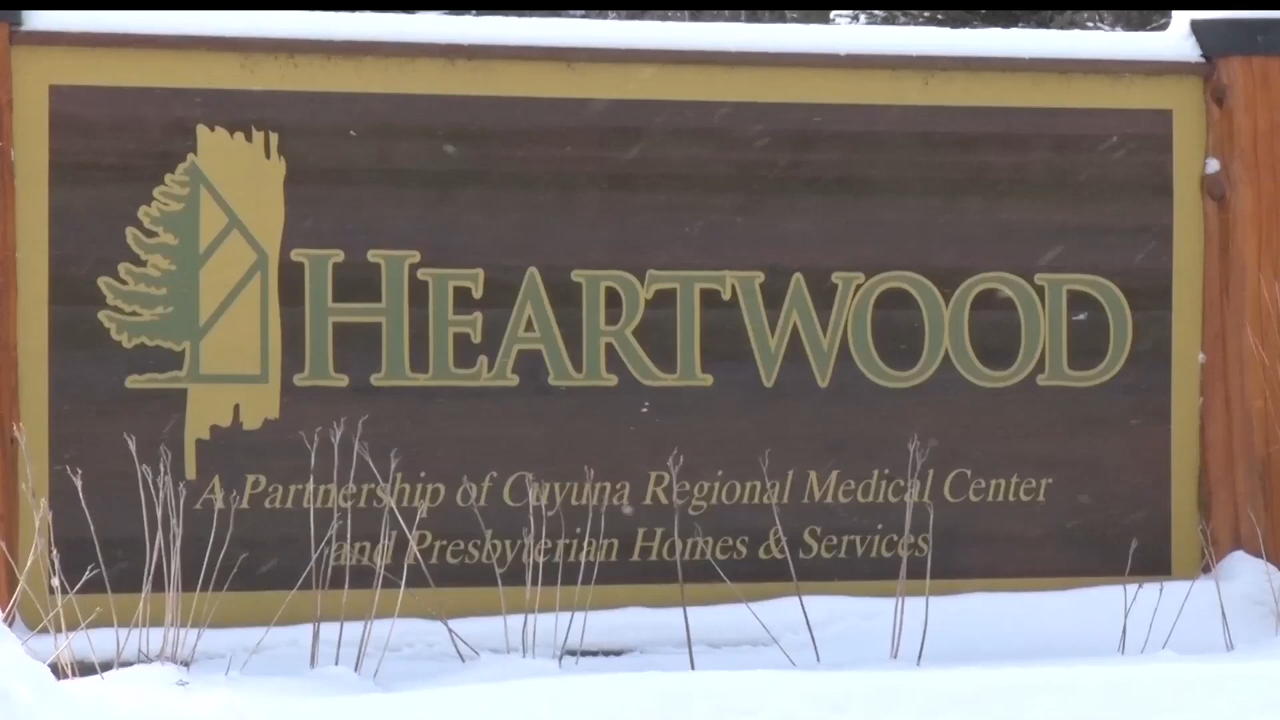 HEARTWOOD
A Partnership of Cuyuna Regional Medical Center
and Presbyterian Homes & Services